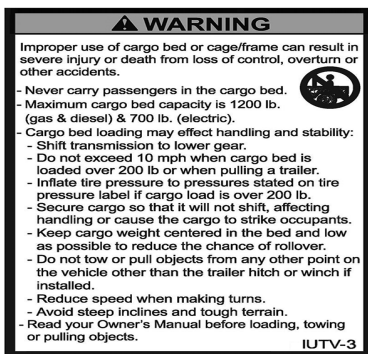 WARNING
Improper use of cargo bed or cage/frame can result in
severe injury or death from loss of control, overturn or
other accidents.
- Never carry passengers in the cargo bed.
- Maximum cargo bed capacity is 1200 lb.
(gas & diesel) & 700 lb. (electric).
- Cargo bed loading may effect handling and stability:
- Shift transmission to lower gear.
- Do not exceed 10 mph when cargo bed is
loaded over 200 lb or when pulling a trailer.
- Inflate tire pressure to pressures stated on tire
pressure label if cargo load is over 200 lb.
- Secure cargo so that it will not shift, affecting
handling or cause the cargo to strike occupants.
- Keep cargo weight centered in the bed and low
as possible to reduce the chance of rollover.
- Do not tow or pull objects from any other point on
the vehicle other than the trailer hitch or winch if
installed.
- Reduce speed when making turns.
- Avoid steep inclines and tough terrain.
- Read your Owner's Manual before loading, towing
or pulling objects.
IUTV-3